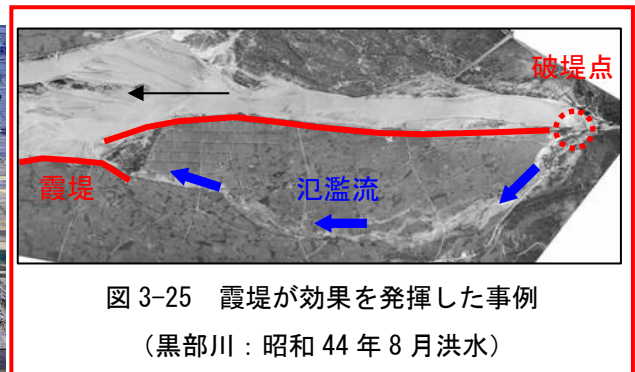 破堤点
霞堤
氾濫流
図 3-25 霞堤が効果を発揮した事例
（黒部川：昭和 44 年 8 月洪水）